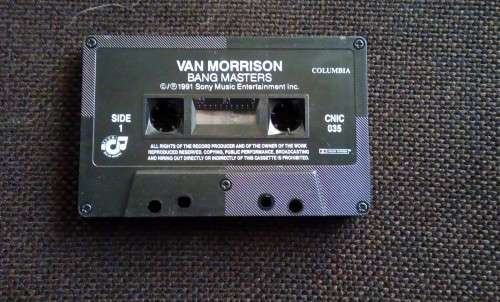 VAN MORRISON
BANG MASTERS
©/℗1991 Sony Music Entertainment Inc.
COLUMBIA
SIDE
1
CNIC
035
ALL RIGHTS OF THE RECORD PRODUCER AND OF THE OWNER OF THE WORK
REPRODUCED RESERVED. COPYING, PUBLIC PERFORMANCE, BROADCASTING
AND HIRING OUT DIRECTLY OR INDIRECTLY OF THIS CASSETTE IS PROHIBITED.